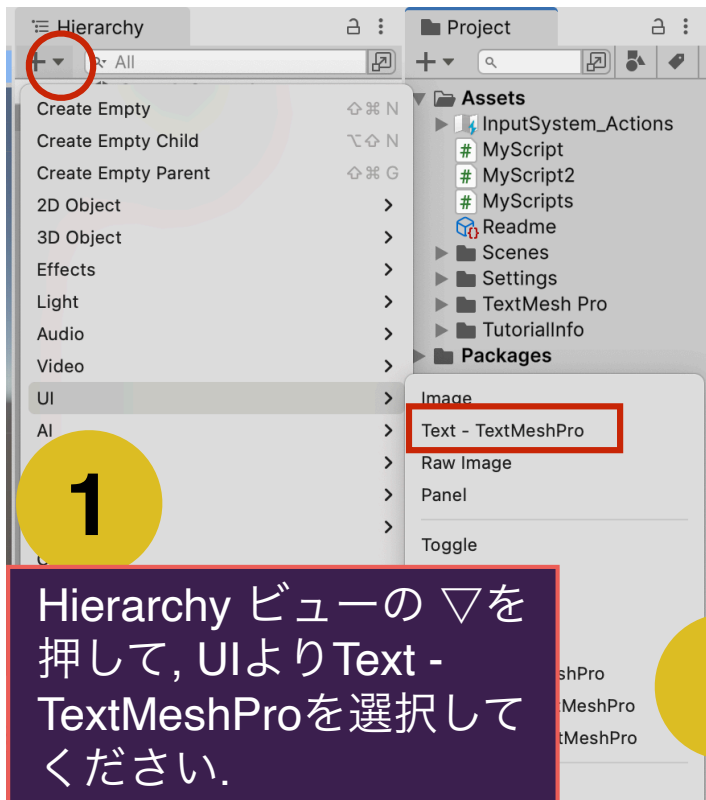 Hierarchy
All
Create Empty ⇧⌘ N
Create Empty Child ⌥⇧ N
Create Empty Parent ⇧⌘ G
2D Object
3D Object
Effects
Light
Audio
Video
UI
AI
1
Project
Assets
InputSystem_Actions
MyScript
MyScript2
MyScripts
Readme
Scenes
Settings
TextMesh Pro
TutorialInfo
Packages
Image
Text - TextMeshPro
Raw Image
Panel
Toggle
shPro
MeshPro
tMeshPro
Hierarchy ビューの ▽を
押して, UIよりText -
TextMeshProを選択して
ください.